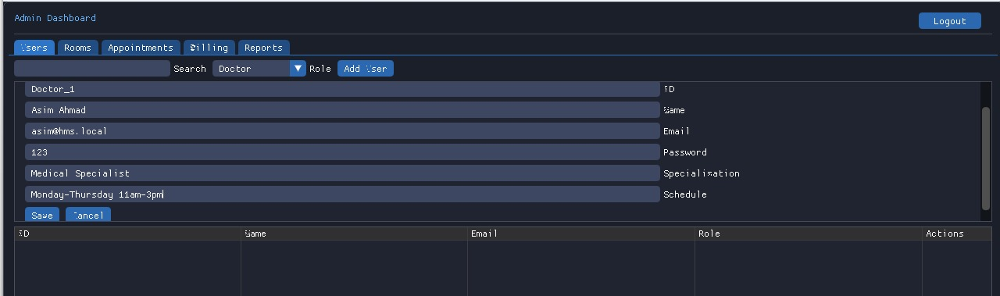 Admin Dashboard
Logout
Users Rooms Appointments Billing Reports
Search Doctor Role Add User
Doctor_1 ID
Asim Ahmad Name
asim@hms.local Email
123 Password
Medical Specialist Specialization
Monday-Thursday 11am-3pm Schedule
Save Cancel
ID Name Email Role Actions